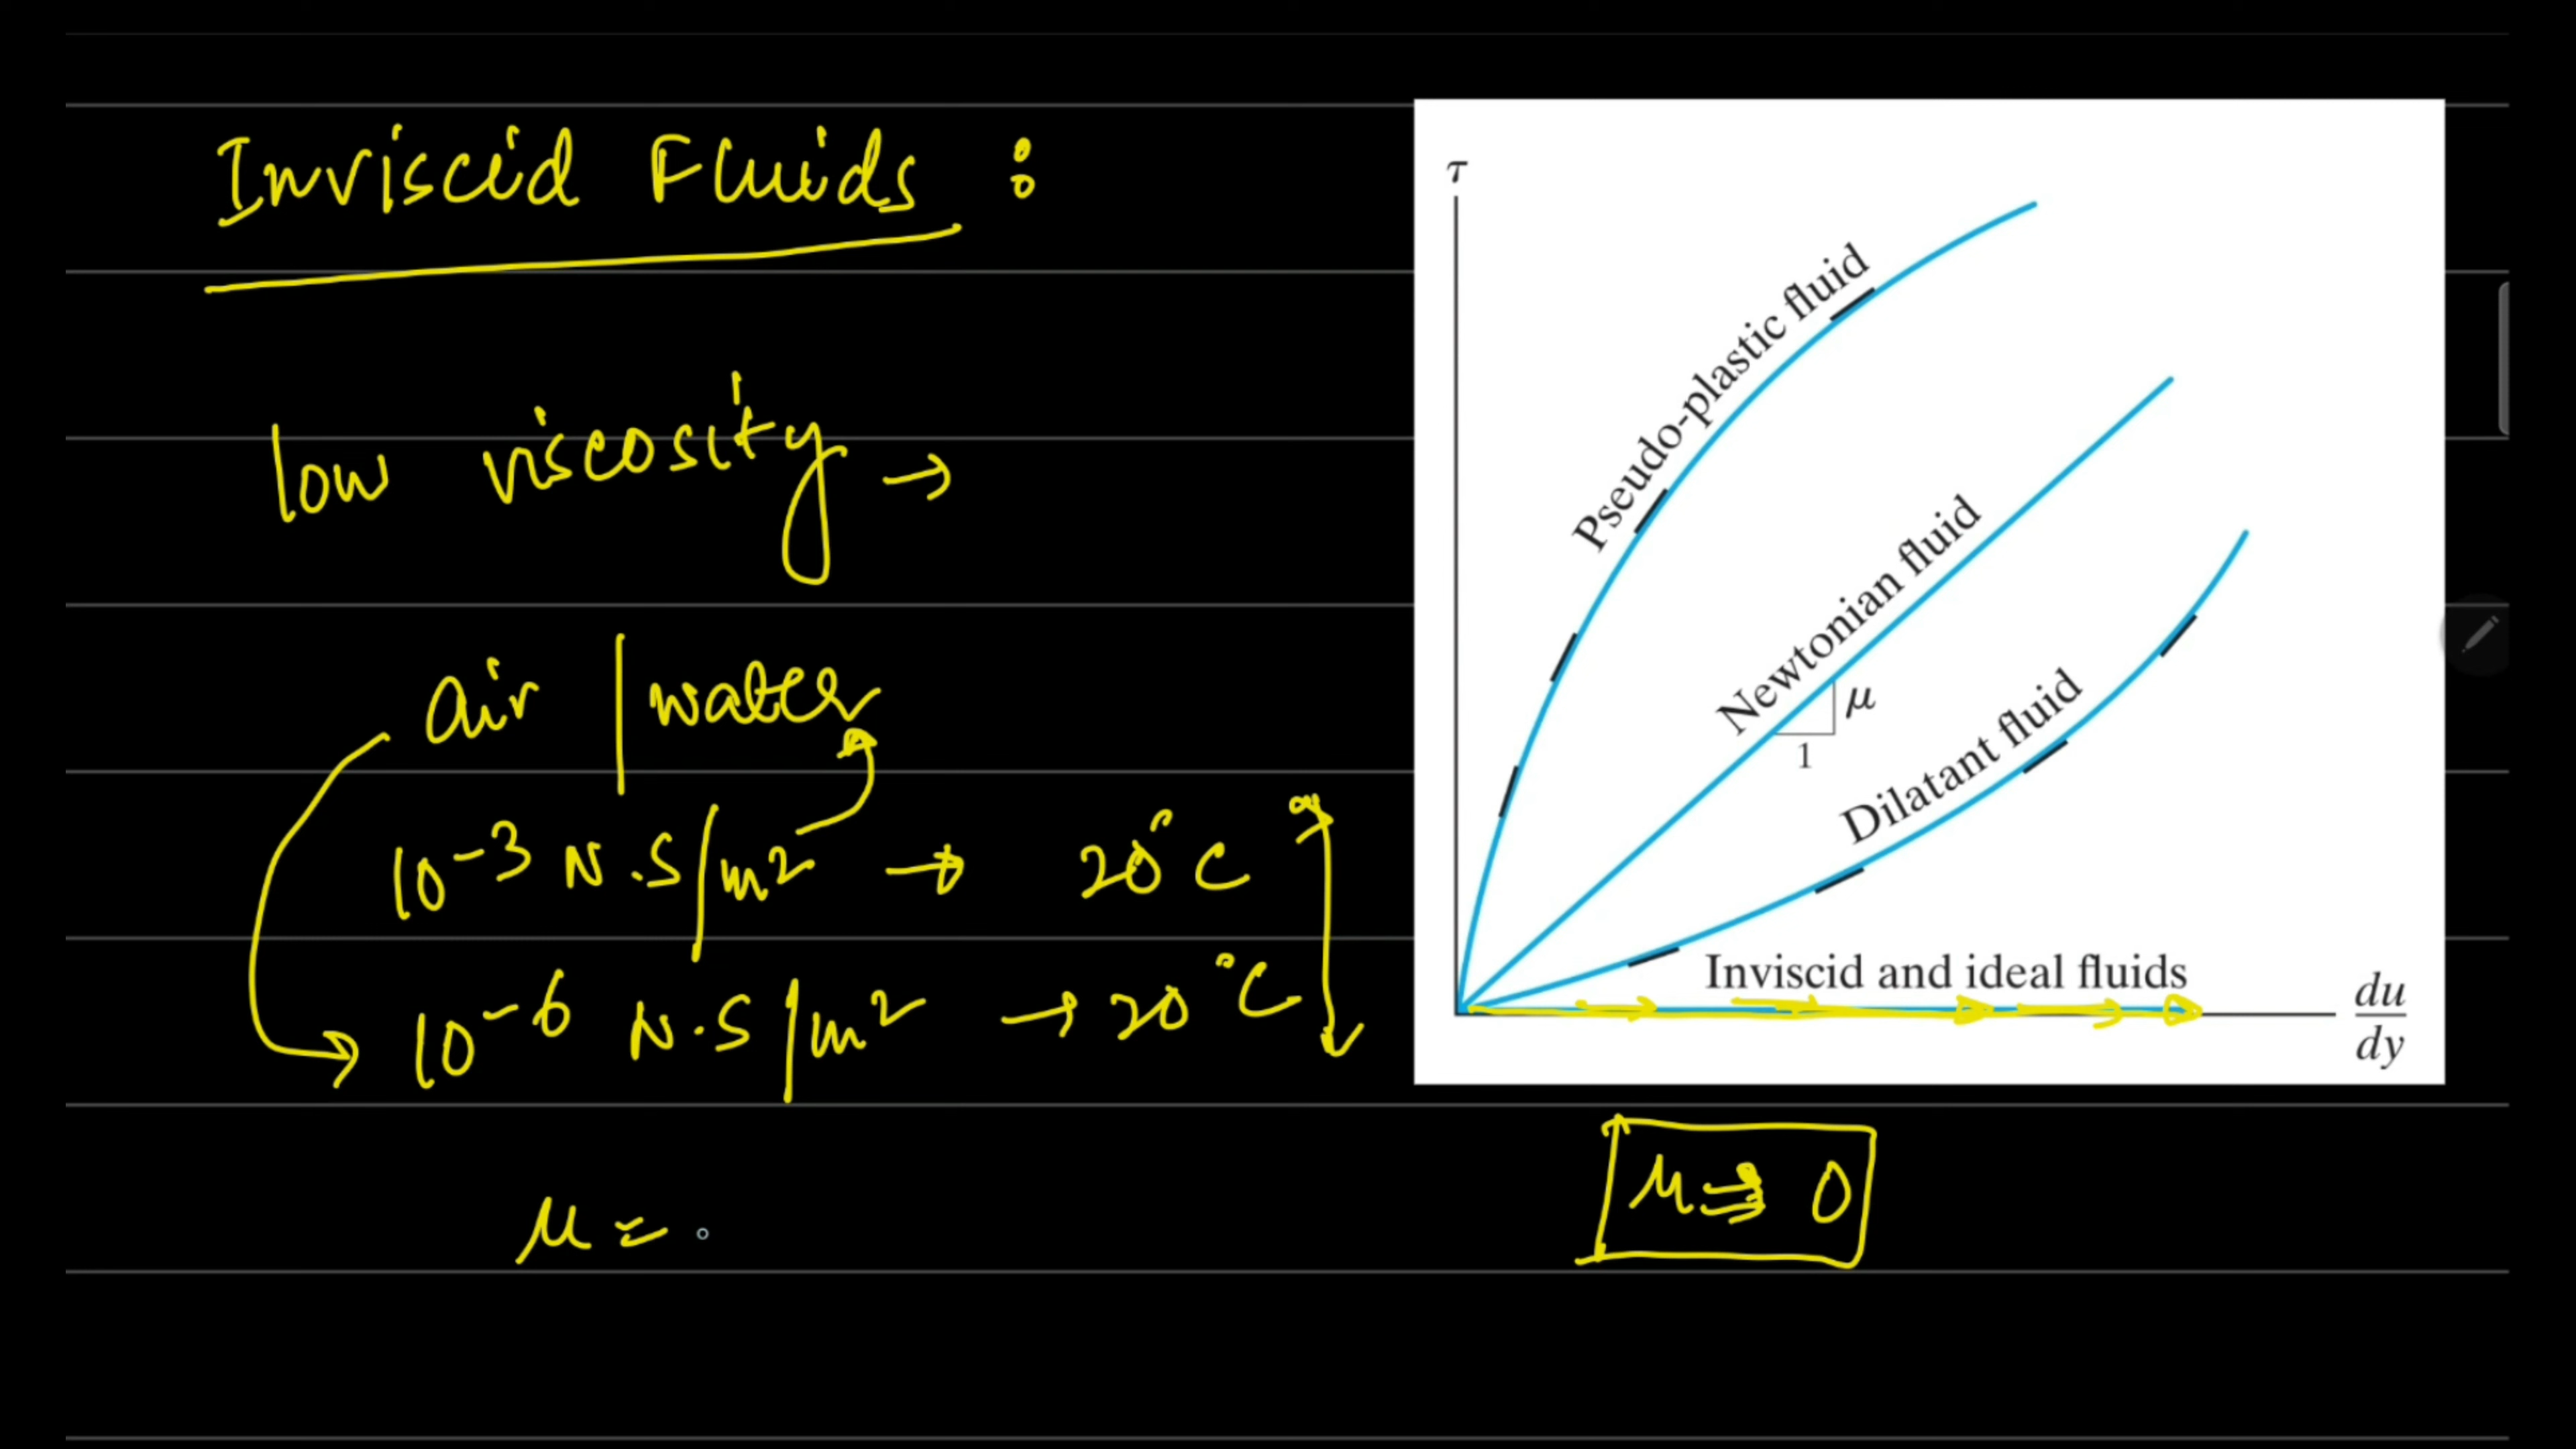 Inviscid Fluids :
low viscosity →
air | water
10⁻³ N.S/m² → 20°C
10⁻⁶ N.S/m² → 20°C
μ =
τ
Pseudo-plastic fluid
Newtonian fluid
μ
1
Dilatant fluid
Inviscid and ideal fluids
du
dy
μ → 0